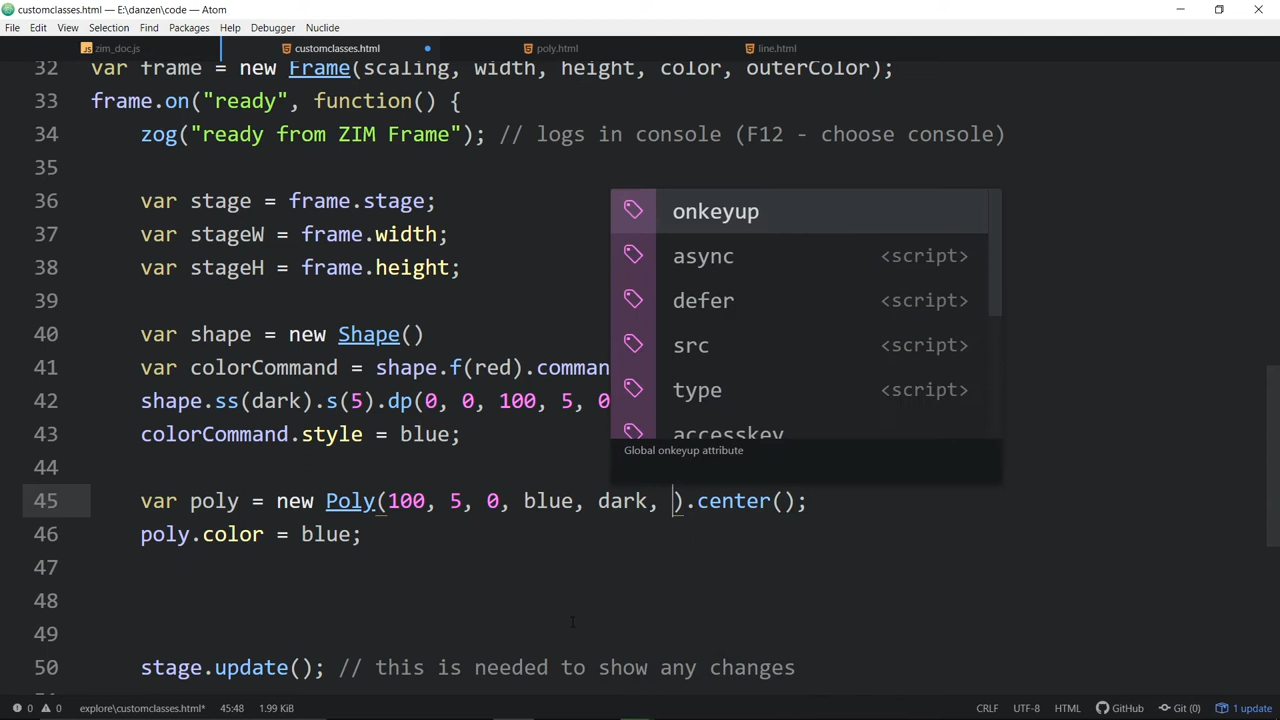 customclasses.html — E:\danzen\code — Atom
File Edit View Selection Find Packages Help Debugger Nuclide
zim_doc.js customclasses.html poly.html line.html
32 var frame = new Frame(scaling, width, height, color, outerColor);
33 frame.on("ready", function() {
34 zog("ready from ZIM Frame"); // logs in console (F12 - choose console)
35
36 var stage = frame.stage;
37 var stageW = frame.width;
38 var stageH = frame.height;
39
40 var shape = new Shape()
41 var colorCommand = shape.f(red).comman
42 shape.ss(dark).s(5).dp(0, 0, 100, 5, 0
43 colorCommand.style = blue;
44
45 var poly = new Poly(100, 5, 0, blue, dark, ).center();
46 poly.color = blue;
47
48
49
50 stage.update(); // this is needed to show any changes
onkeyup
async <script>
defer <script>
src <script>
type <script>
accesskey
Global onkeyup attribute
0 0 explore\customclasses.html* 45:48 1.99 KiB CRLF UTF-8 HTML GitHub Git (0) 1 update